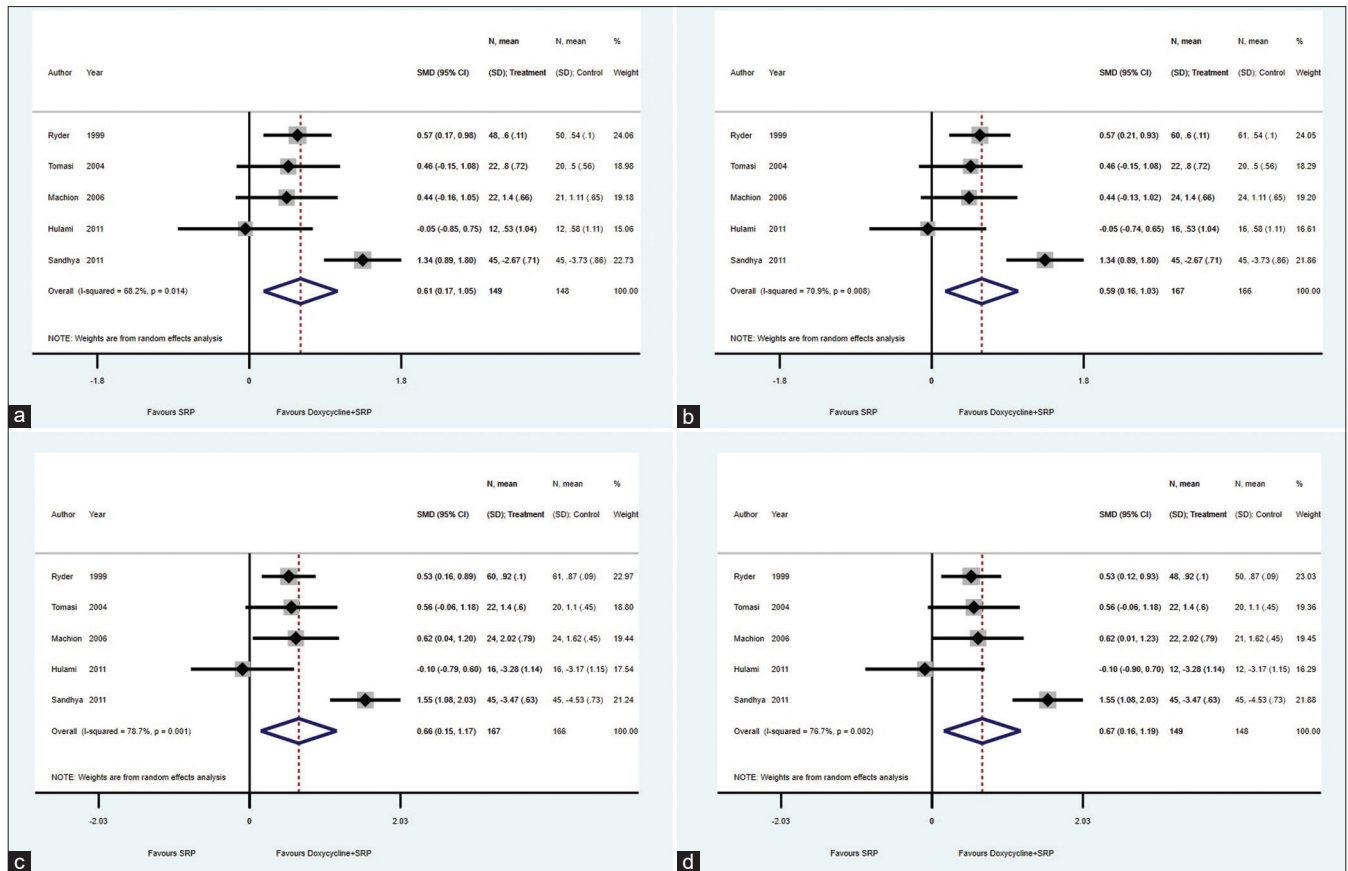 N, mean N, mean %
Author Year SMD (95% CI) (SD); Treatment (SD); Control Weight
Ryder 1999 0.57 (0.17, 0.98) 48, .6 (.11) 50, .54 (.1) 24.06
Tomasi 2004 0.46 (-0.15, 1.08) 22, .8 (.72) 20, .5 (.56) 18.98
Machion 2006 0.44 (-0.16, 1.05) 22, 1.4 (.66) 21, 1.11 (.65) 19.18
Hulami 2011 -0.05 (-0.85, 0.75) 12, .53 (1.04) 12, .58 (1.11) 15.06
Sandhya 2011 1.34 (0.89, 1.80) 45, -2.67 (.71) 45, -3.73 (.86) 22.73
Overall (I-squared = 68.2%, p = 0.014) 0.61 (0.17, 1.05) 149 148 100.00
NOTE: Weights are from random effects analysis
-1.8 0 1.8
Favours SRP Favours Doxycycline+SRP
a
N, mean N, mean %
Author Year SMD (95% CI) (SD); Treatment (SD); Control Weight
Ryder 1999 0.57 (0.21, 0.93) 60, .6 (.11) 61, .54 (.1) 24.05
Tomasi 2004 0.46 (-0.15, 1.08) 22, .8 (.72) 20, .5 (.56) 18.29
Machion 2006 0.44 (-0.13, 1.02) 24, 1.4 (.66) 24, 1.11 (.65) 19.20
Hulami 2011 -0.05 (-0.74, 0.65) 16, .53 (1.04) 16, .58 (1.11) 16.61
Sandhya 2011 1.34 (0.89, 1.80) 45, -2.67 (.71) 45, -3.73 (.86) 21.86
Overall (I-squared = 70.9%, p = 0.008) 0.59 (0.16, 1.03) 167 166 100.00
NOTE: Weights are from random effects analysis
-1.8 0 1.8
Favours SRP Favours Doxycycline+SRP
b
N, mean N, mean %
Author Year SMD (95% CI) (SD); Treatment (SD); Control Weight
Ryder 1999 0.53 (0.16, 0.89) 60, .92 (.1) 61, .87 (.09) 22.97
Tomasi 2004 0.56 (-0.06, 1.18) 22, 1.4 (.6) 20, 1.1 (.45) 18.80
Machion 2006 0.62 (0.04, 1.20) 24, 2.02 (.79) 24, 1.62 (.45) 19.44
Hulami 2011 -0.10 (-0.79, 0.60) 16, -3.28 (1.14) 16, -3.17 (1.15) 17.54
Sandhya 2011 1.55 (1.08, 2.03) 45, -3.47 (.63) 45, -4.53 (.73) 21.24
Overall (I-squared = 78.7%, p = 0.001) 0.66 (0.15, 1.17) 167 166 100.00
NOTE: Weights are from random effects analysis
-2.03 0 2.03
Favours SRP Favours Doxycycline+SRP
c
N, mean N, mean %
Author Year SMD (95% CI) (SD); Treatment (SD); Control Weight
Ryder 1999 0.53 (0.12, 0.93) 48, .92 (.1) 50, .87 (.09) 23.03
Tomasi 2004 0.56 (-0.06, 1.18) 22, 1.4 (.6) 20, 1.1 (.45) 19.36
Machion 2006 0.62 (0.01, 1.23) 22, 2.02 (.79) 21, 1.62 (.45) 19.45
Hulami 2011 -0.10 (-0.90, 0.70) 12, -3.28 (1.14) 12, -3.17 (1.15) 16.29
Sandhya 2011 1.55 (1.08, 2.03) 45, -3.47 (.63) 45, -4.53 (.73) 21.88
Overall (I-squared = 76.7%, p = 0.002) 0.67 (0.16, 1.19) 149 148 100.00
NOTE: Weights are from random effects analysis
-2.03 0 2.03
Favours SRP Favours Doxycycline+SRP
d